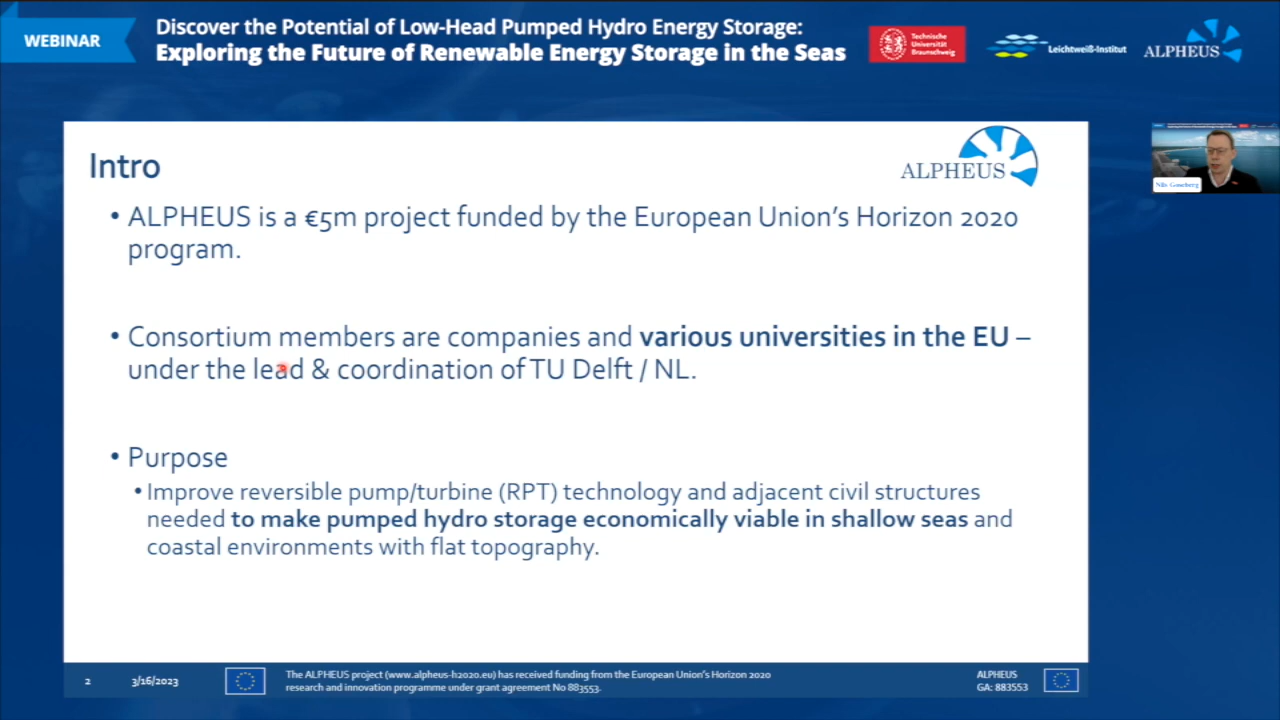 WEBINAR
Discover the Potential of Low-Head Pumped Hydro Energy Storage:
Exploring the Future of Renewable Energy Storage in the Seas
Technische
Universität
Braunschweig
Leichtweiß-Institut
ALPHEUS
Intro
ALPHEUS
• ALPHEUS is a €5m project funded by the European Union's Horizon 2020
program.
• Consortium members are companies and various universities in the EU –
under the lead & coordination of TU Delft / NL.
• Purpose
• Improve reversible pump/turbine (RPT) technology and adjacent civil structures
needed to make pumped hydro storage economically viable in shallow seas and
coastal environments with flat topography.
Nils Goseberg
2
3/16/2023
The ALPHEUS project (www.alpheus-h2020.eu) has received funding from the European Union's Horizon 2020
research and innovation programme under grant agreement No 883553.
ALPHEUS
GA: 883553